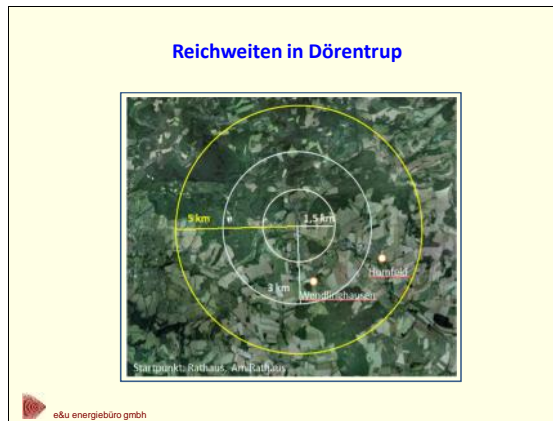 Reichweiten in Dörentrup
5 km
1,5 km
Humfeld
3 km
Wendlinghausen
Startpunkt: Rathaus, Am Rathaus
e&u energiebüro gmbh